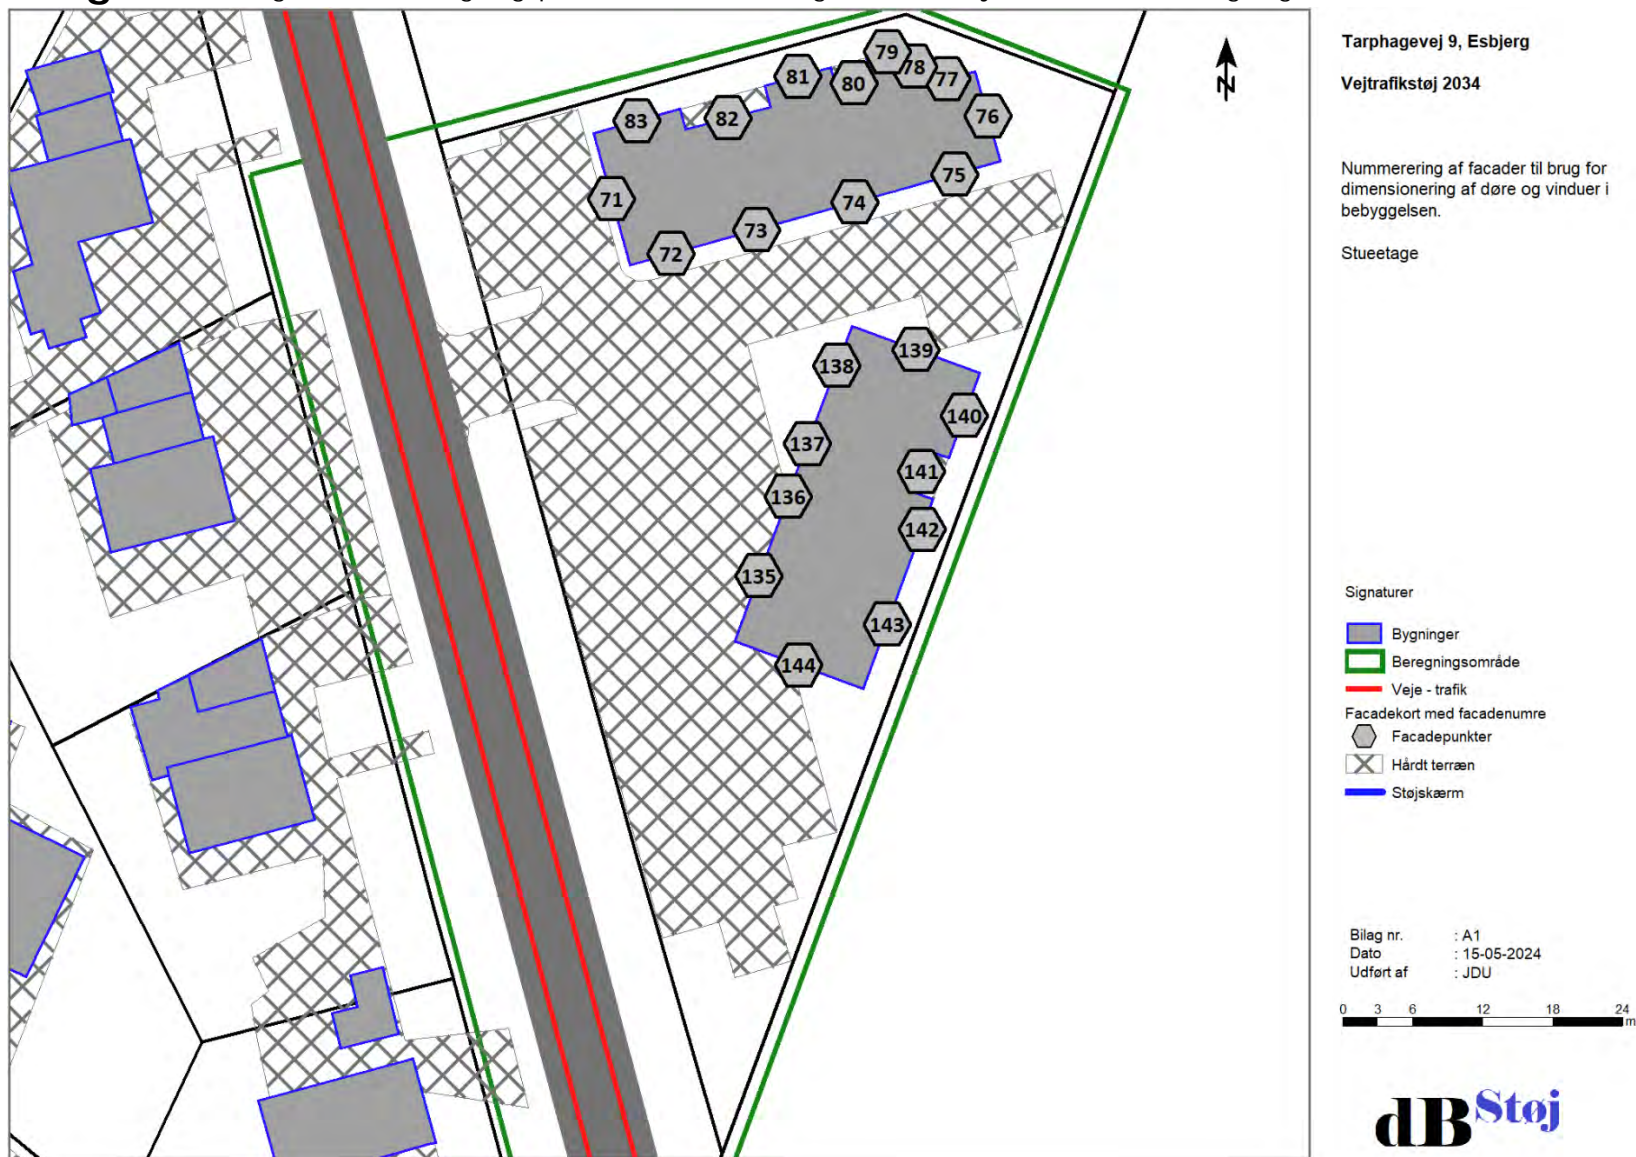 Tarphagevej 9, Esbjerg
Vejtrafikstøj 2034
Nummerering af facader til brug for
dimensionering af døre og vinduer i
bebyggelsen.
Stueetage
79
78
77
81
80
76
83
82
75
71
74
73
72
139
138
140
137
141
136
142
135
143
144
N
Signaturer
Bygninger
Beregningsområde
Veje - trafik
Facadekort med facadenumre
Facadepunkter
Hårdt terræn
Støjskærm
Bilag nr. : A1
Dato : 15-05-2024
Udført af : JDU
0 3 6 12 18 24
m
dB Støj